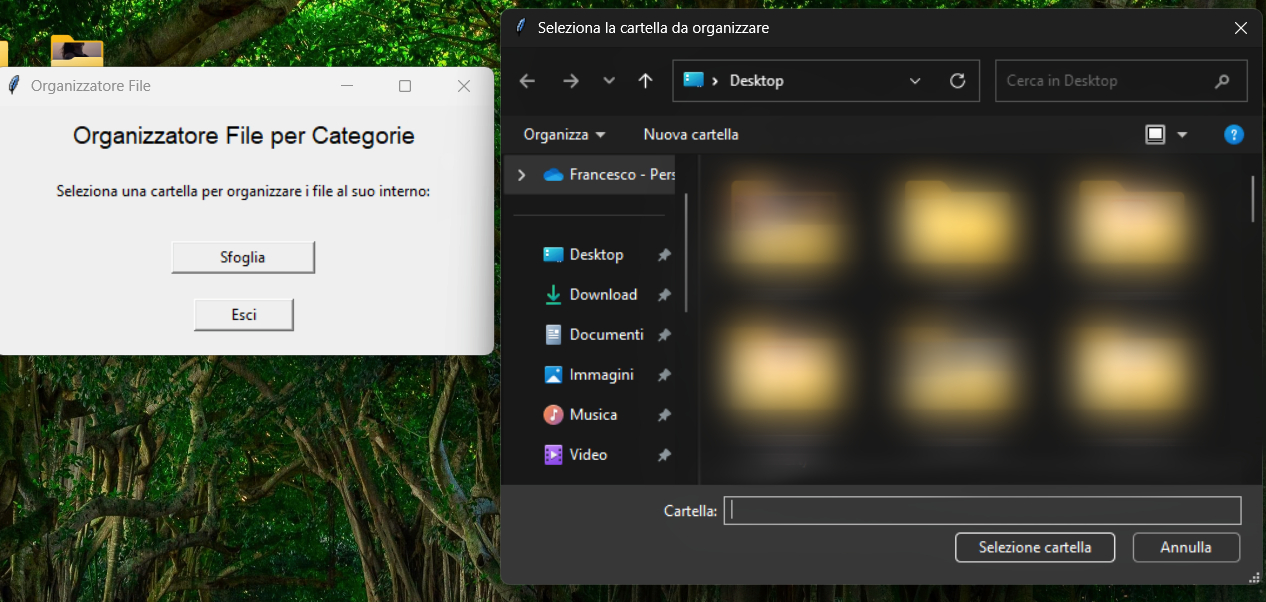 Organizzatore File
Organizzatore File per Categorie
Seleziona una cartella per organizzare i file al suo interno:
Sfoglia
Esci
Seleziona la cartella da organizzare
Desktop
Cerca in Desktop
Organizza
Nuova cartella
Francesco - Pers
Desktop
Download
Documenti
Immagini
Musica
Video
Cartella:
Selezione cartella
Annulla